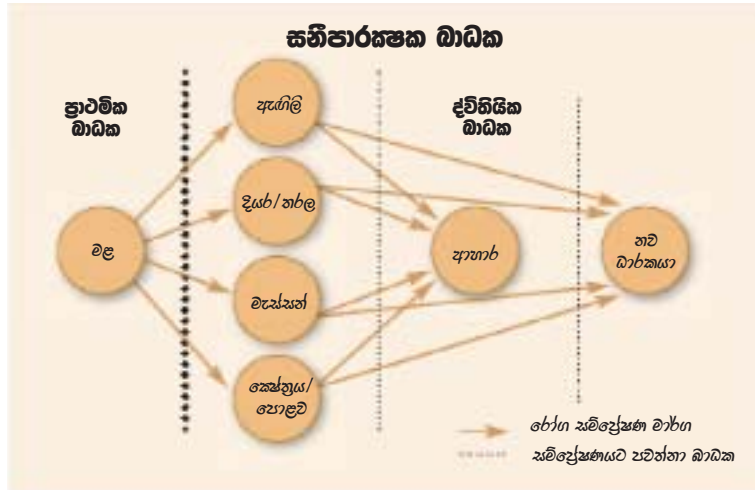 සනීපාරක්ෂක බාධක
ප්‍රාථමික
බාධක
ද්විතියික
බාධක
ඇඟිලි
දියර/තරල
මළ
ආහාර
නව
ධාරකයා
මැස්සන්
ක්ෂේත්‍රය/
පොළව
රෝග සම්ප්‍රේෂණ මාර්ග
සම්ප්‍රේෂණයට පවත්නා බාධක